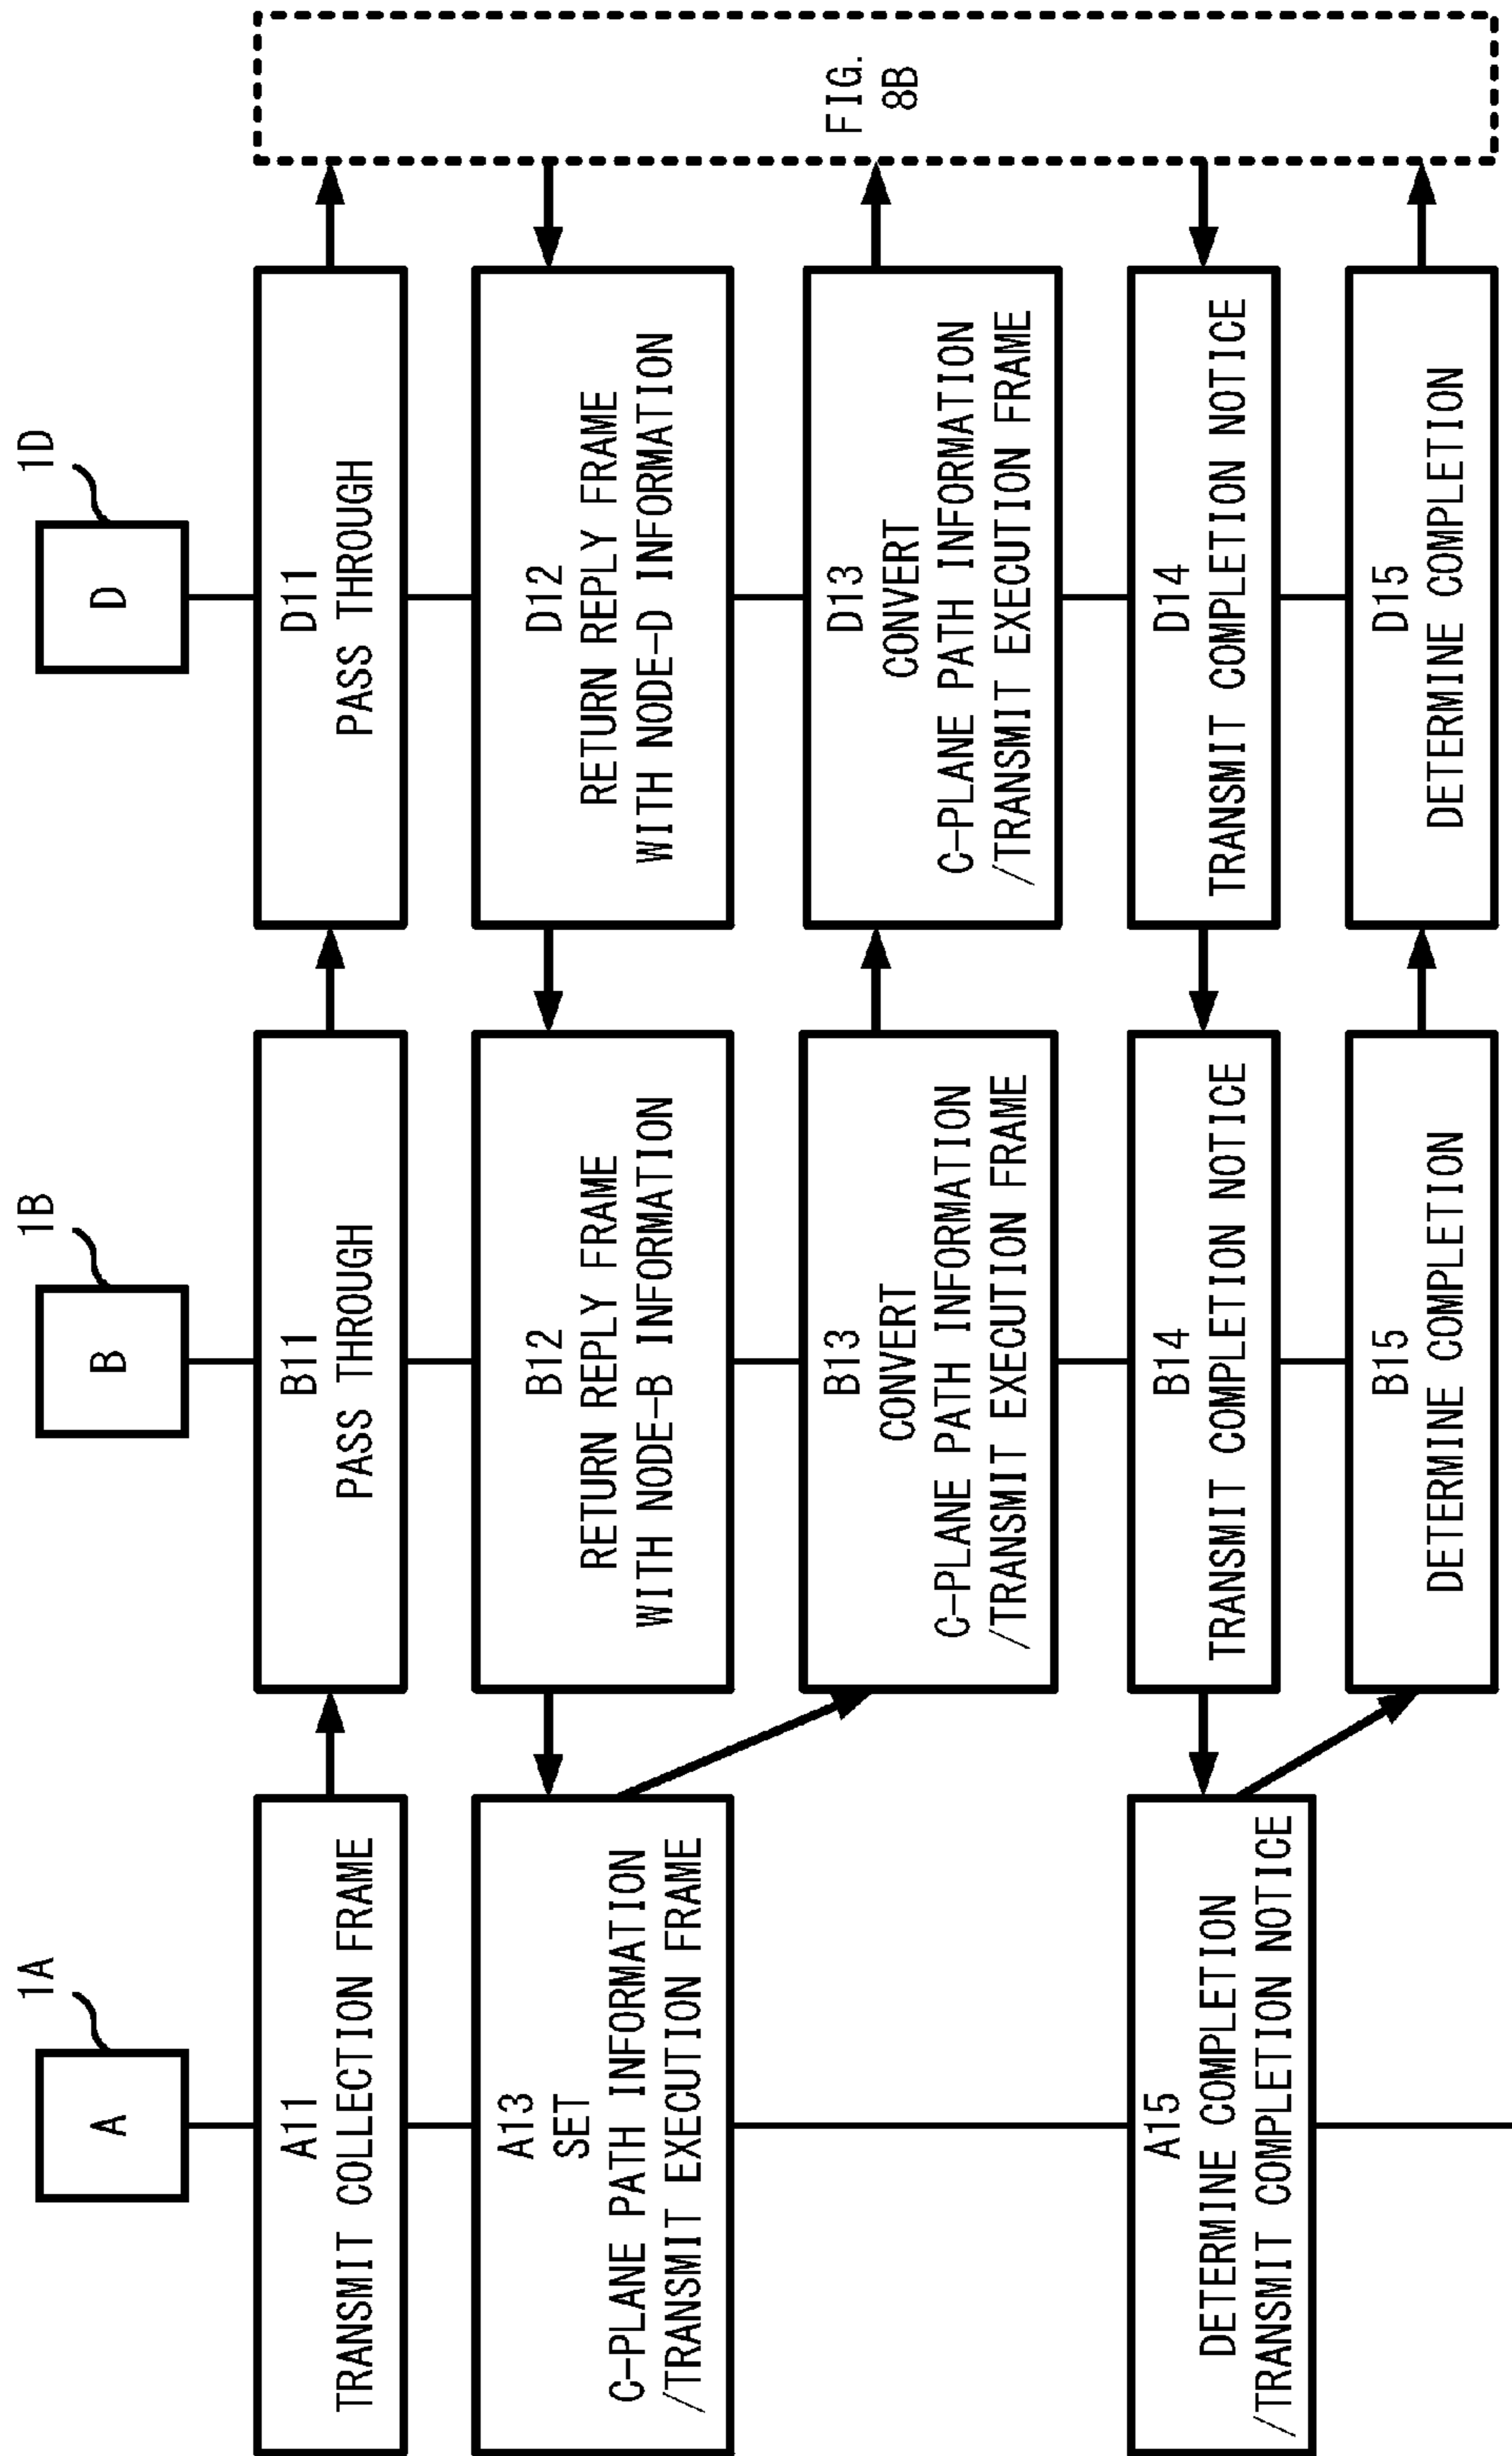 1A
A
A11
TRANSMIT COLLECTION FRAME
A13
SET
C-PLANE PATH INFORMATION
/TRANSMIT EXECUTION FRAME
A15
DETERMINE COMPLETION
/TRANSMIT COMPLETION NOTICE
1B
B
B11
PASS THROUGH
B12
RETURN REPLY FRAME
WITH NODE-B INFORMATION
B13
CONVERT
C-PLANE PATH INFORMATION
/TRANSMIT EXECUTION FRAME
B14
TRANSMIT COMPLETION NOTICE
B15
DETERMINE COMPLETION
1D
D
D11
PASS THROUGH
D12
RETURN REPLY FRAME
WITH NODE-D INFORMATION
D13
CONVERT
C-PLANE PATH INFORMATION
/TRANSMIT EXECUTION FRAME
D14
TRANSMIT COMPLETION NOTICE
D15
DETERMINE COMPLETION
FIG.
8B